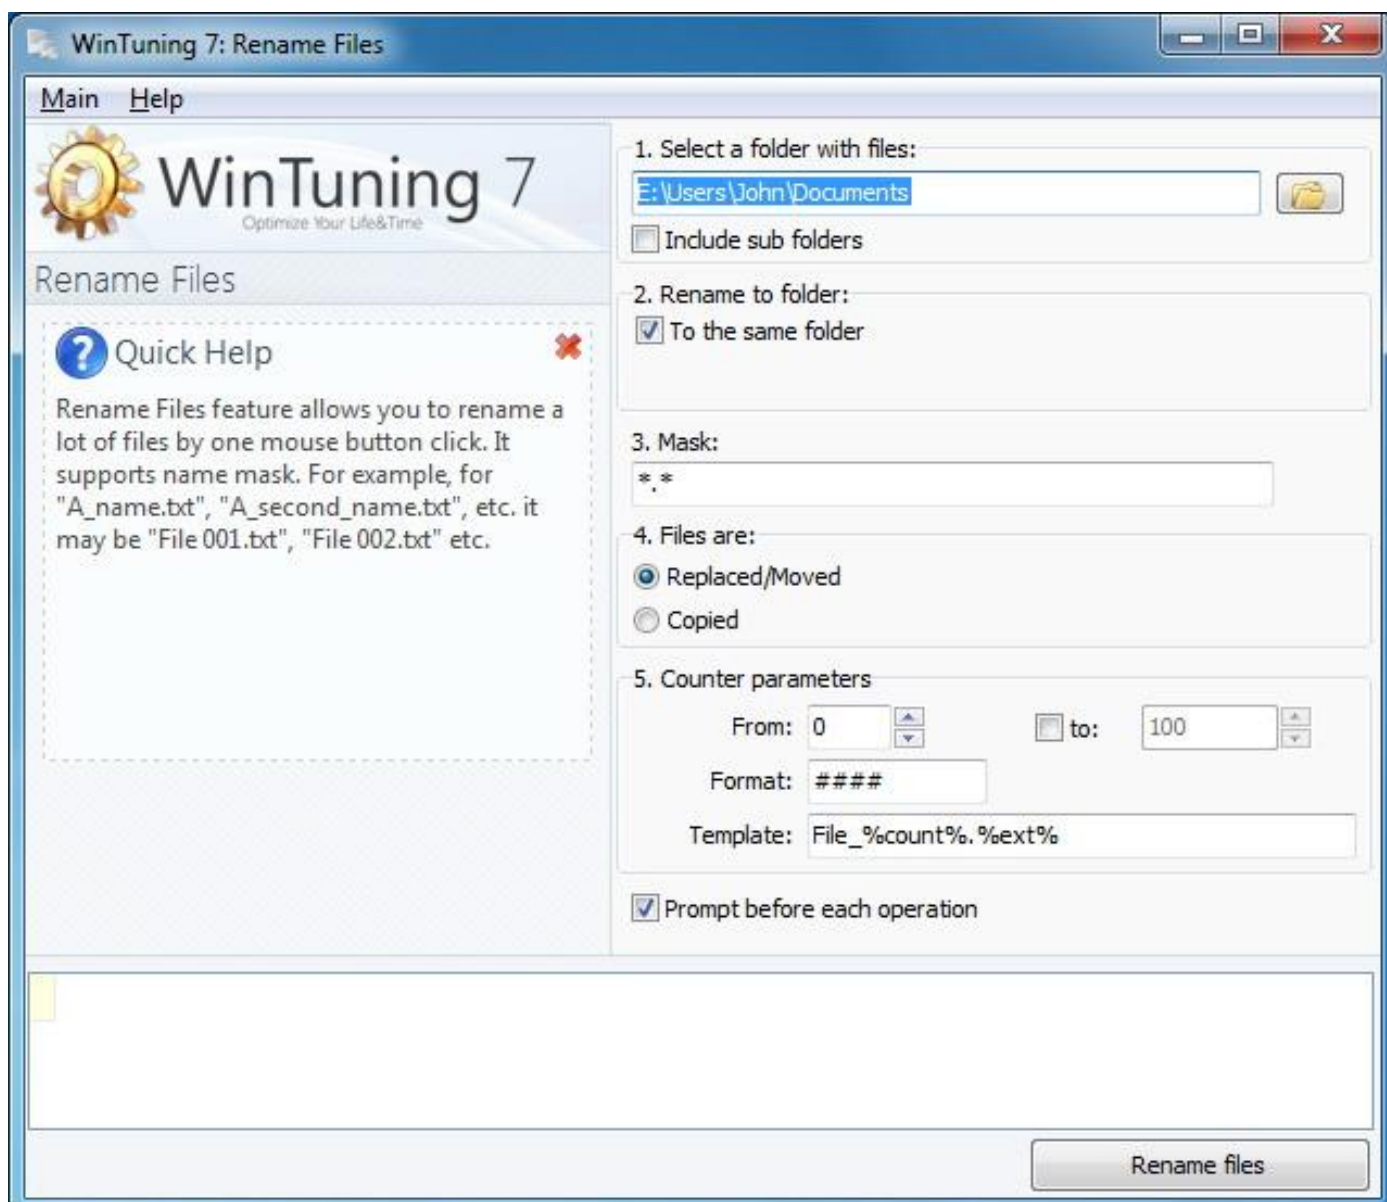 WinTuning 7: Rename Files
Main Help
WinTuning 7
Optimize Your Life&Time
Rename Files
Quick Help
Rename Files feature allows you to rename a
lot of files by one mouse button click. It
supports name mask. For example, for
"A_name.txt", "A_second_name.txt", etc. it
may be "File 001.txt", "File 002.txt" etc.
1. Select a folder with files:
E:\Users\John\Documents
Include sub folders
2. Rename to folder:
To the same folder
3. Mask:
*.*
4. Files are:
Replaced/Moved
Copied
5. Counter parameters
From: 0 to: 100
Format: ####
Template: File_%count%.%ext%
Prompt before each operation
Rename files